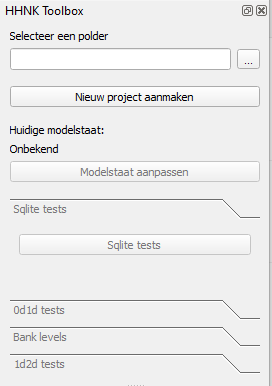 HHNK Toolbox
Selecteer een polder
...
Nieuw project aanmaken
Huidige modelstaat:
Onbekend
Modelstaat aanpassen
Sqlite tests
Sqlite tests
0d1d tests
Bank levels
1d2d tests